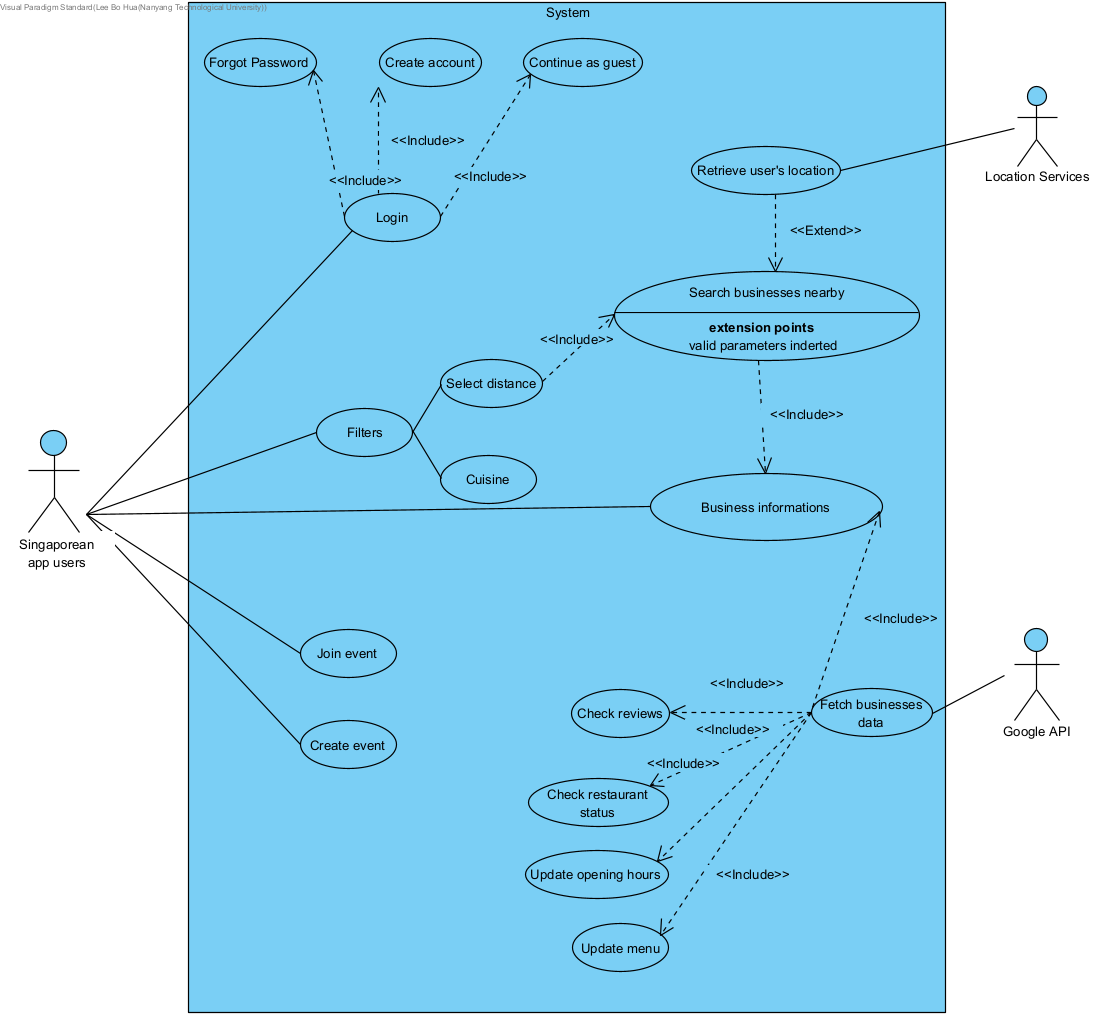 Visual Paradigm Standard(Lee Bo Hua(Nanyang Technological University))
System
Forgot Password
Create account
Continue as guest
<<Include>>
<<Include>>
<<Include>>
Login
Retrieve user's location
Location Services
<<Extend>>
Search businesses nearby
extension points
valid parameters inderted
<<Include>>
Select distance
Filters
Cuisine
<<Include>>
Business informations
Singaporean
app users
<<Include>>
Join event
Create event
<<Include>>
Check reviews
Fetch businesses
data
Google API
<<Include>>
<<Include>>
Check restaurant
status
Update opening hours
<<Include>>
Update menu